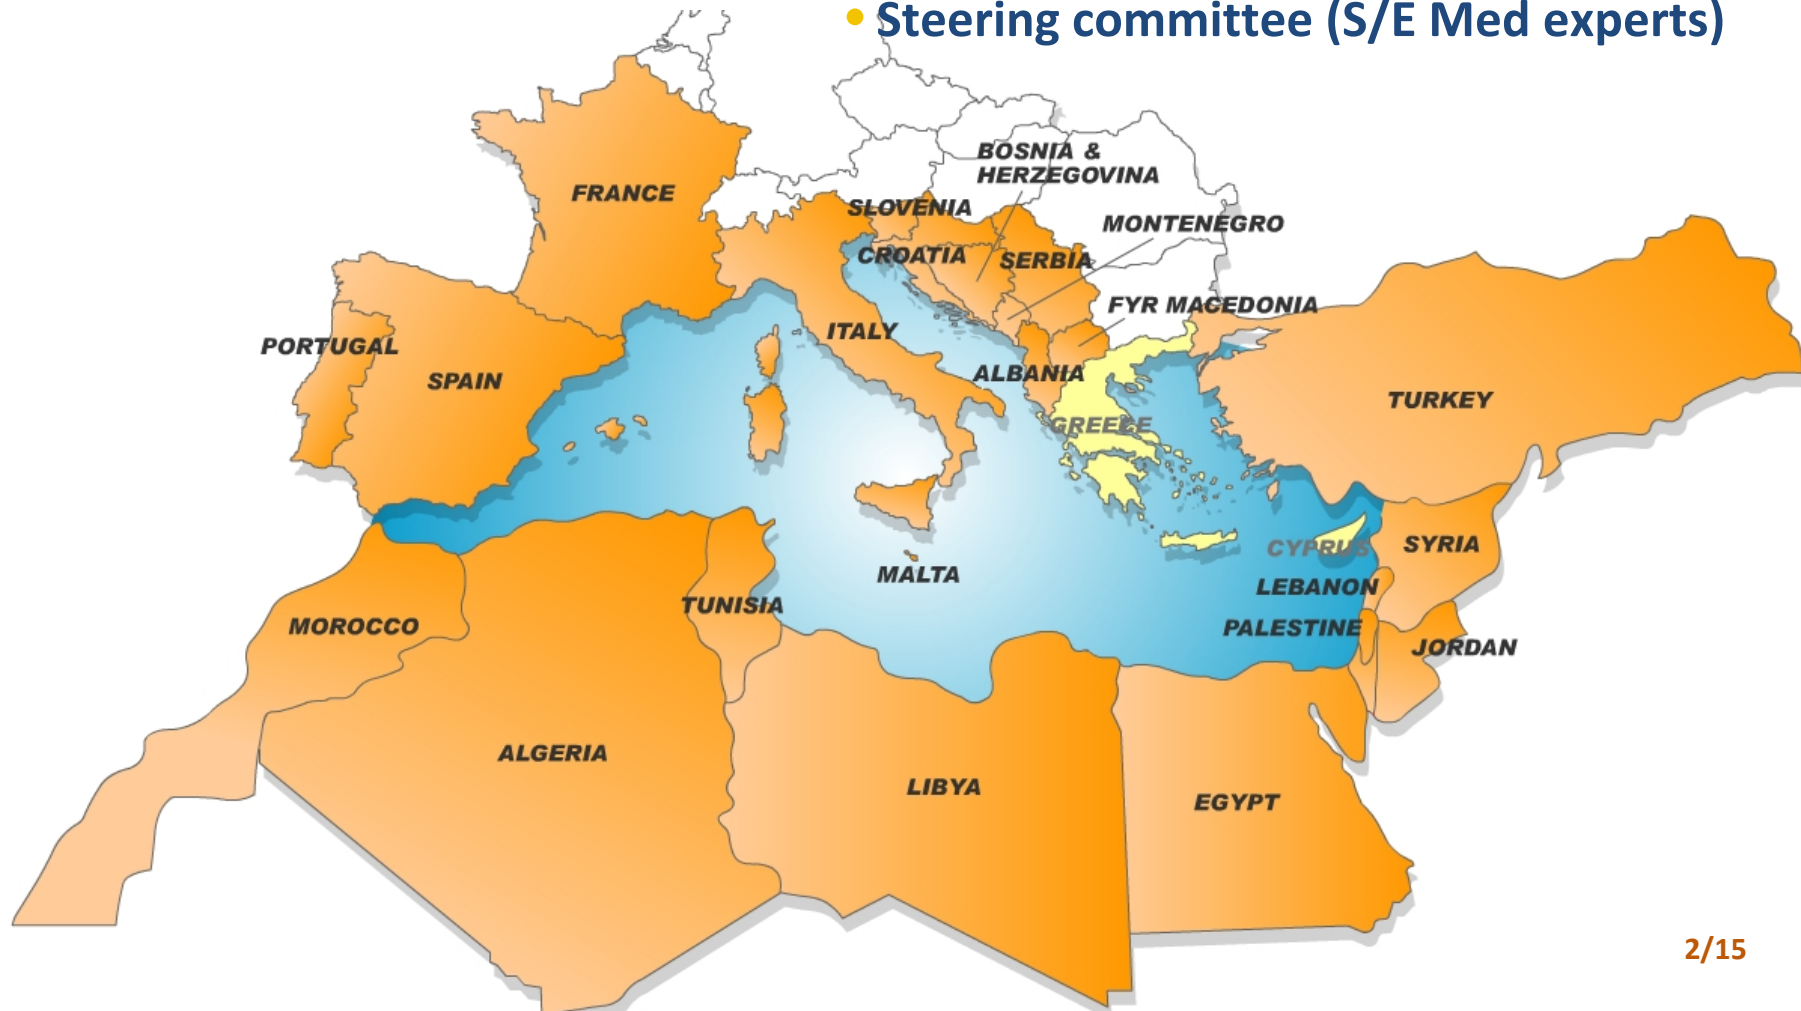 • Steering committee (S/E Med experts)
BOSNIA &
HERZEGOVINA
FRANCE
SLOVENIA
MONTENEGRO
CROATIA
SERBIA
FYR MACEDONIA
ITALY
PORTUGAL
SPAIN
ALBANIA
TURKEY
GREECE
CYPRUS
SYRIA
MALTA
LEBANON
TUNISIA
MOROCCO
PALESTINE
JORDAN
ALGERIA
LIBYA
EGYPT
2/15